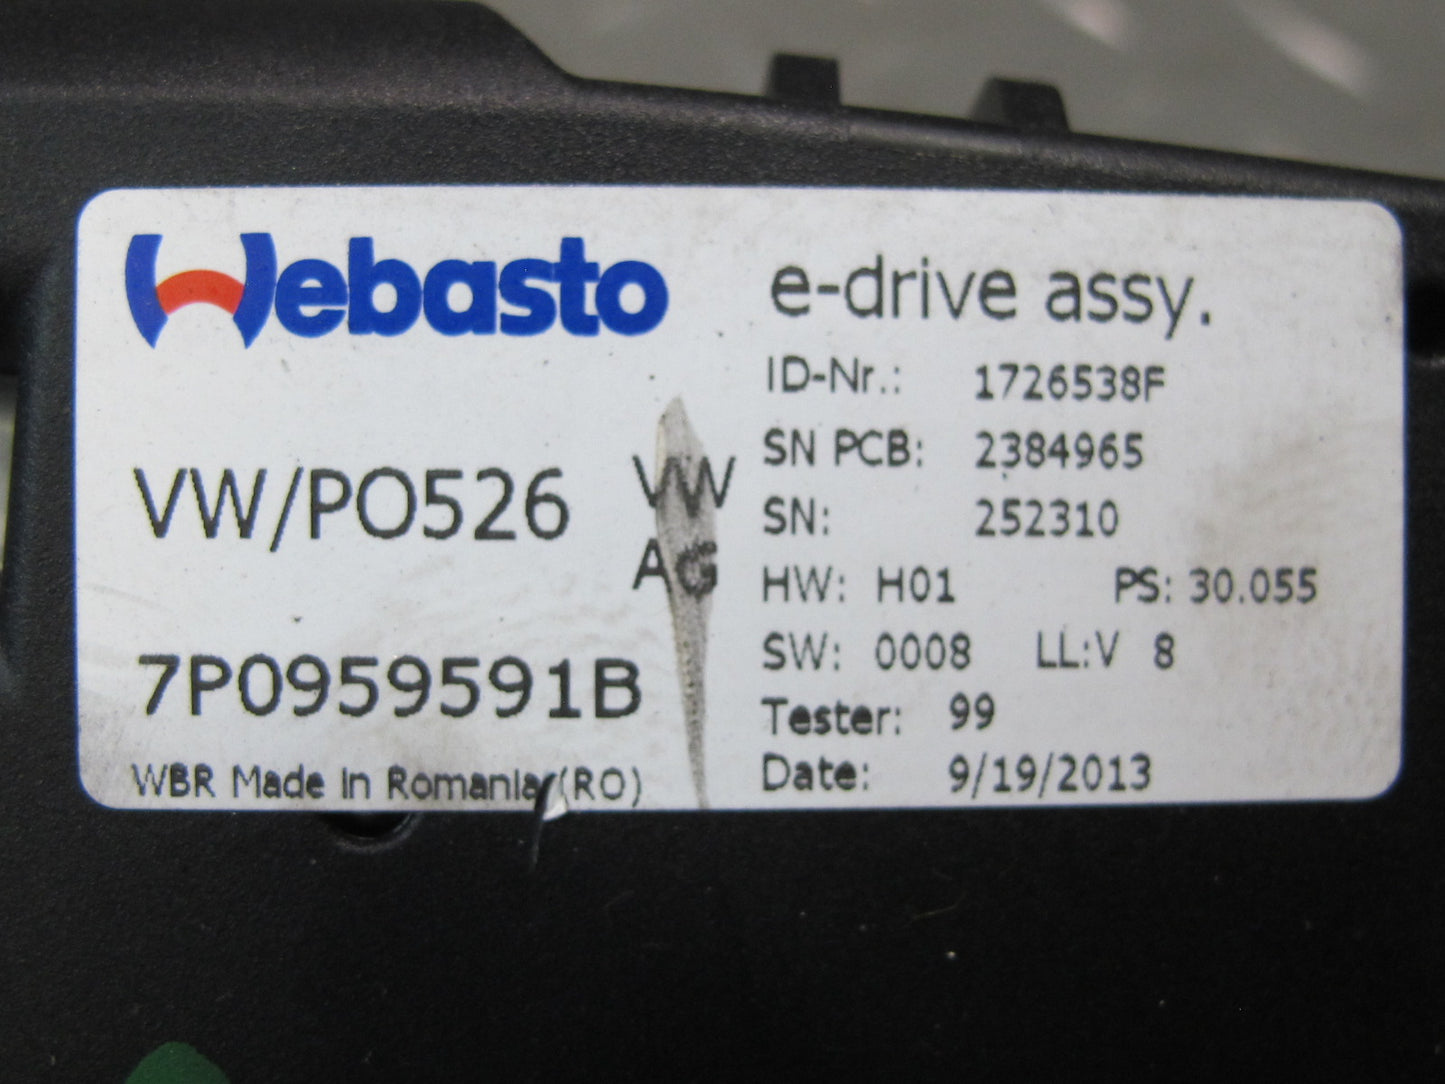 Webasto
VW/PO526
VW
AG
7P0959591B
WBR Made in Romania (RO)
e-drive assy.
ID-Nr.: 1726538F
SN PCB: 2384965
SN: 252310
HW: H01 PS: 30.055
SW: 0008 LL:V 8
Tester: 99
Date: 9/19/2013